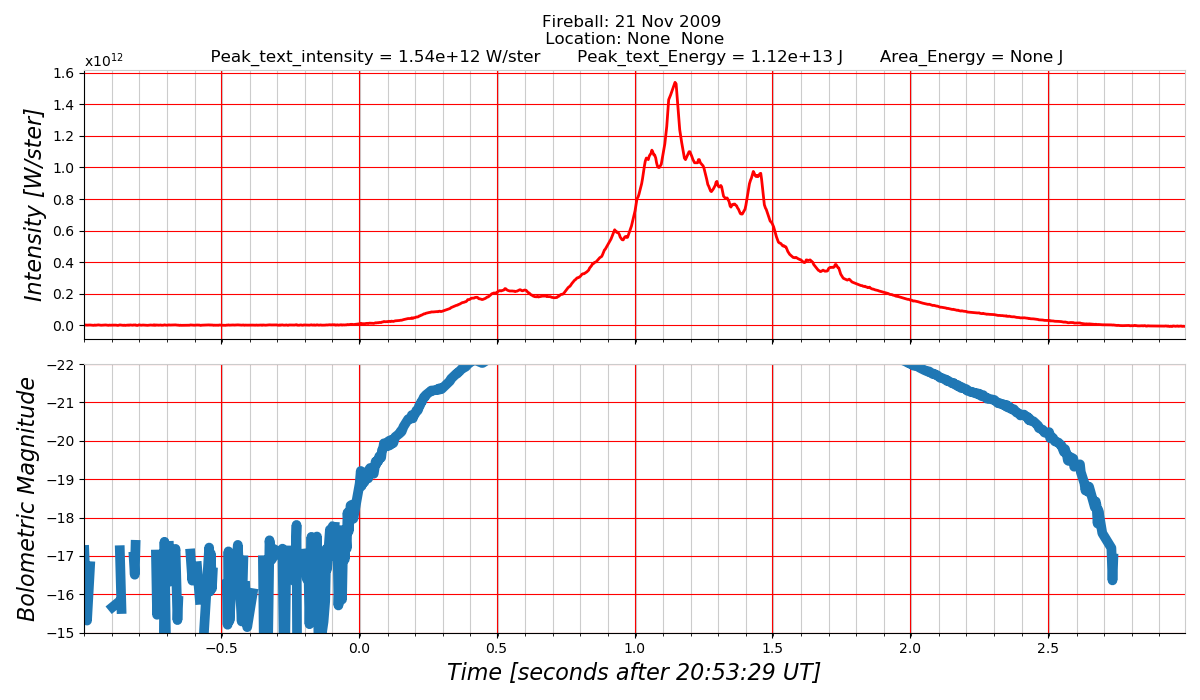 Fireball: 21 Nov 2009
Location: None  None
Peak_text_intensity = 1.54e+12 W/ster       Peak_text_Energy = 1.12e+13 J       Area_Energy = None J
x10¹²
1.6
1.4
1.2
1.0
0.8
0.6
0.4
0.2
0.0
Intensity [W/ster]
−22
−21
−20
−19
−18
−17
−16
−15
Bolometric Magnitude
−0.5 0.0 0.5 1.0 1.5 2.0 2.5
Time [seconds after 20:53:29 UT]